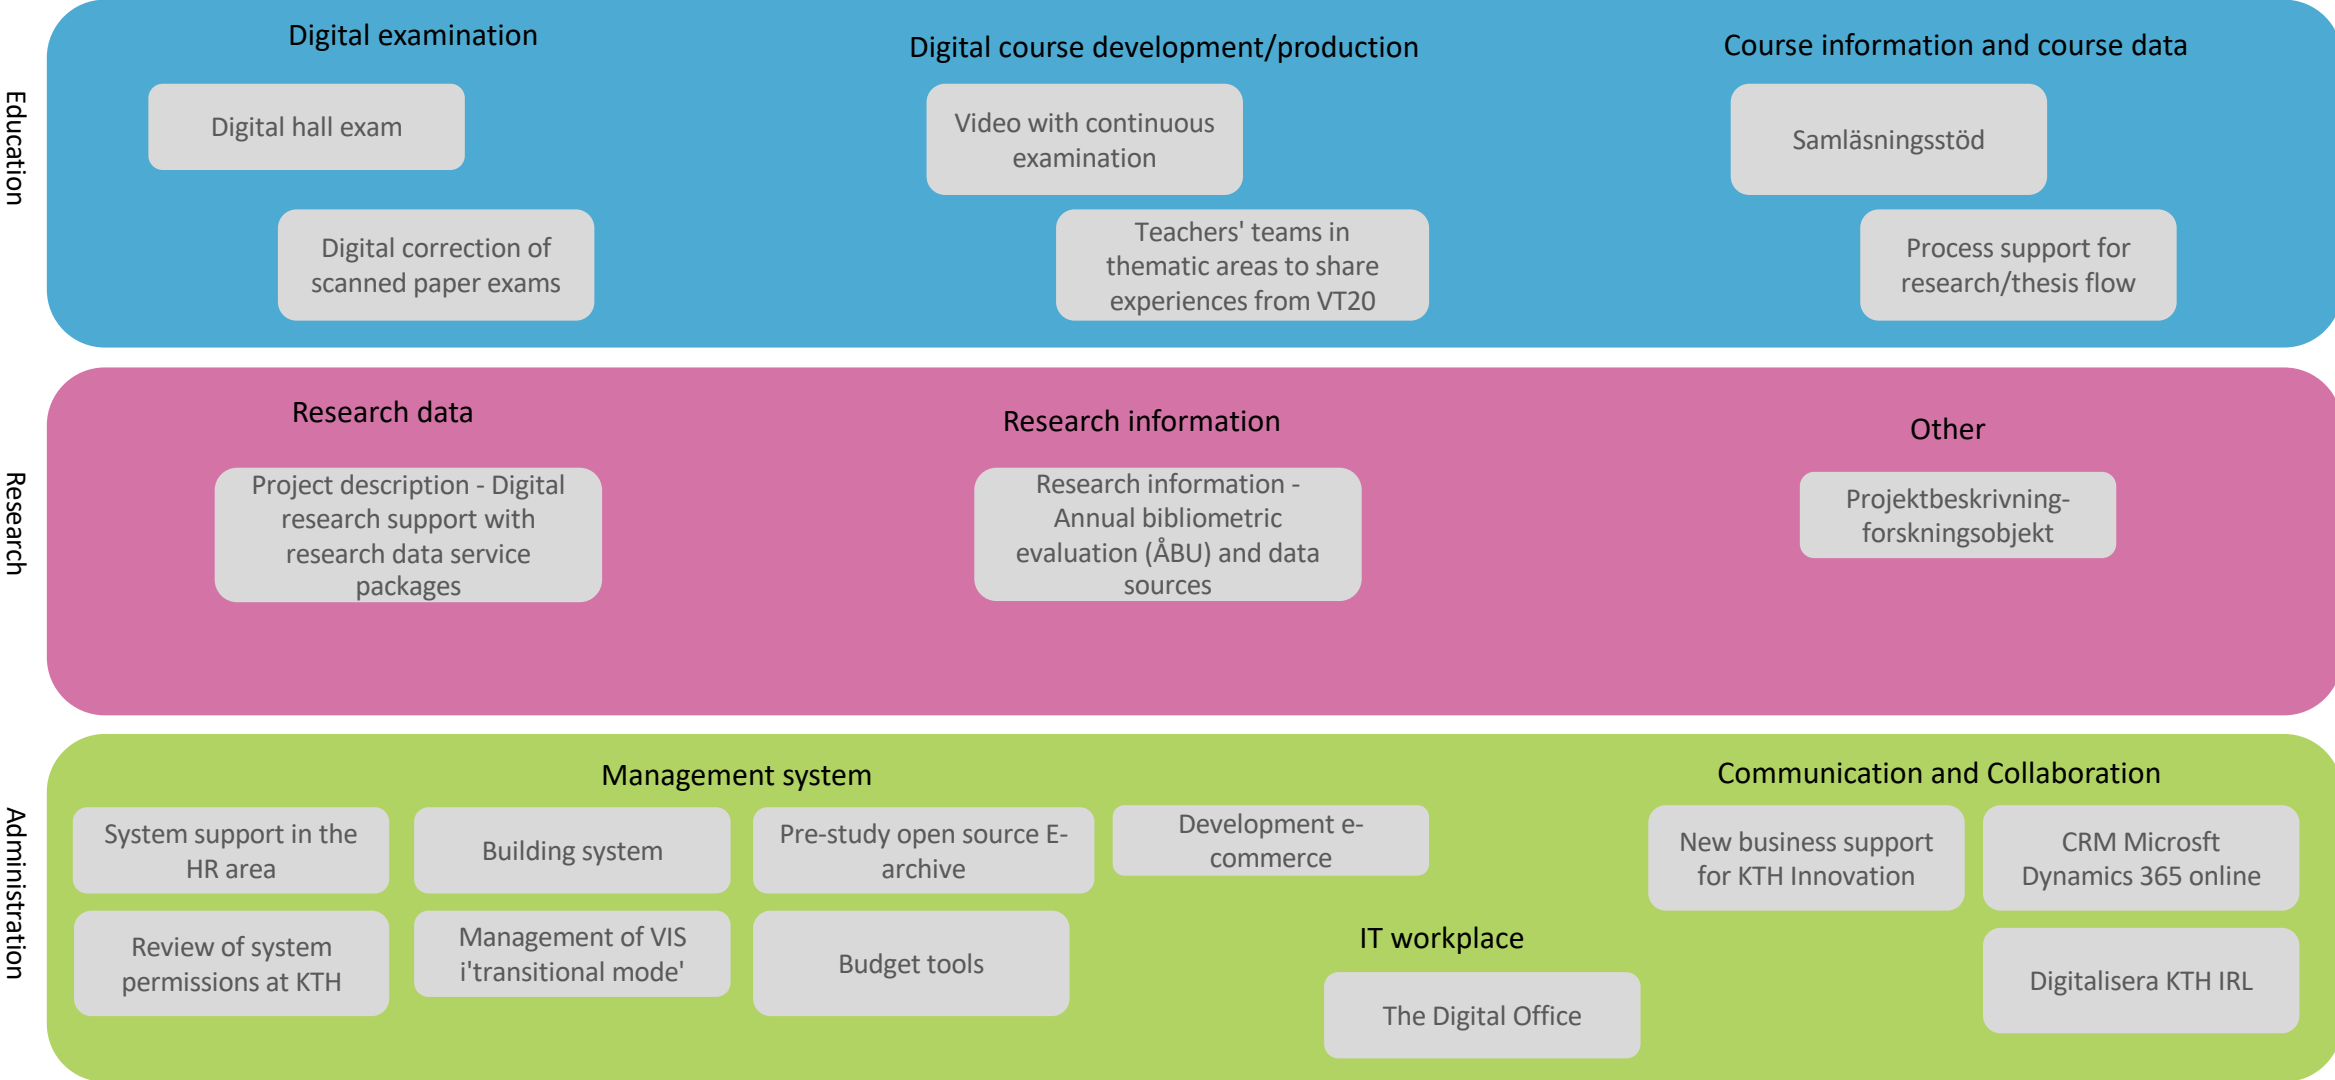 Education
Digital examination
Digital hall exam
Digital correction of
scanned paper exams
Digital course development/production
Video with continuous
examination
Teachers' teams in
thematic areas to share
experiences from VT20
Course information and course data
Samläsningsstöd
Process support for
research/thesis flow
Research
Research data
Project description - Digital
research support with
research data service
packages
Research information
Research information -
Annual bibliometric
evaluation (ÅBU) and data
sources
Other
Projektbeskrivning-
forskningsobjekt
Administration
Management system
System support in the
HR area
Building system
Pre-study open source E-
archive
Development e-
commerce
Review of system
permissions at KTH
Management of VIS
i'transitional mode'
Budget tools
IT workplace
The Digital Office
Communication and Collaboration
New business support
for KTH Innovation
CRM Microsft
Dynamics 365 online
Digitalisera KTH IRL